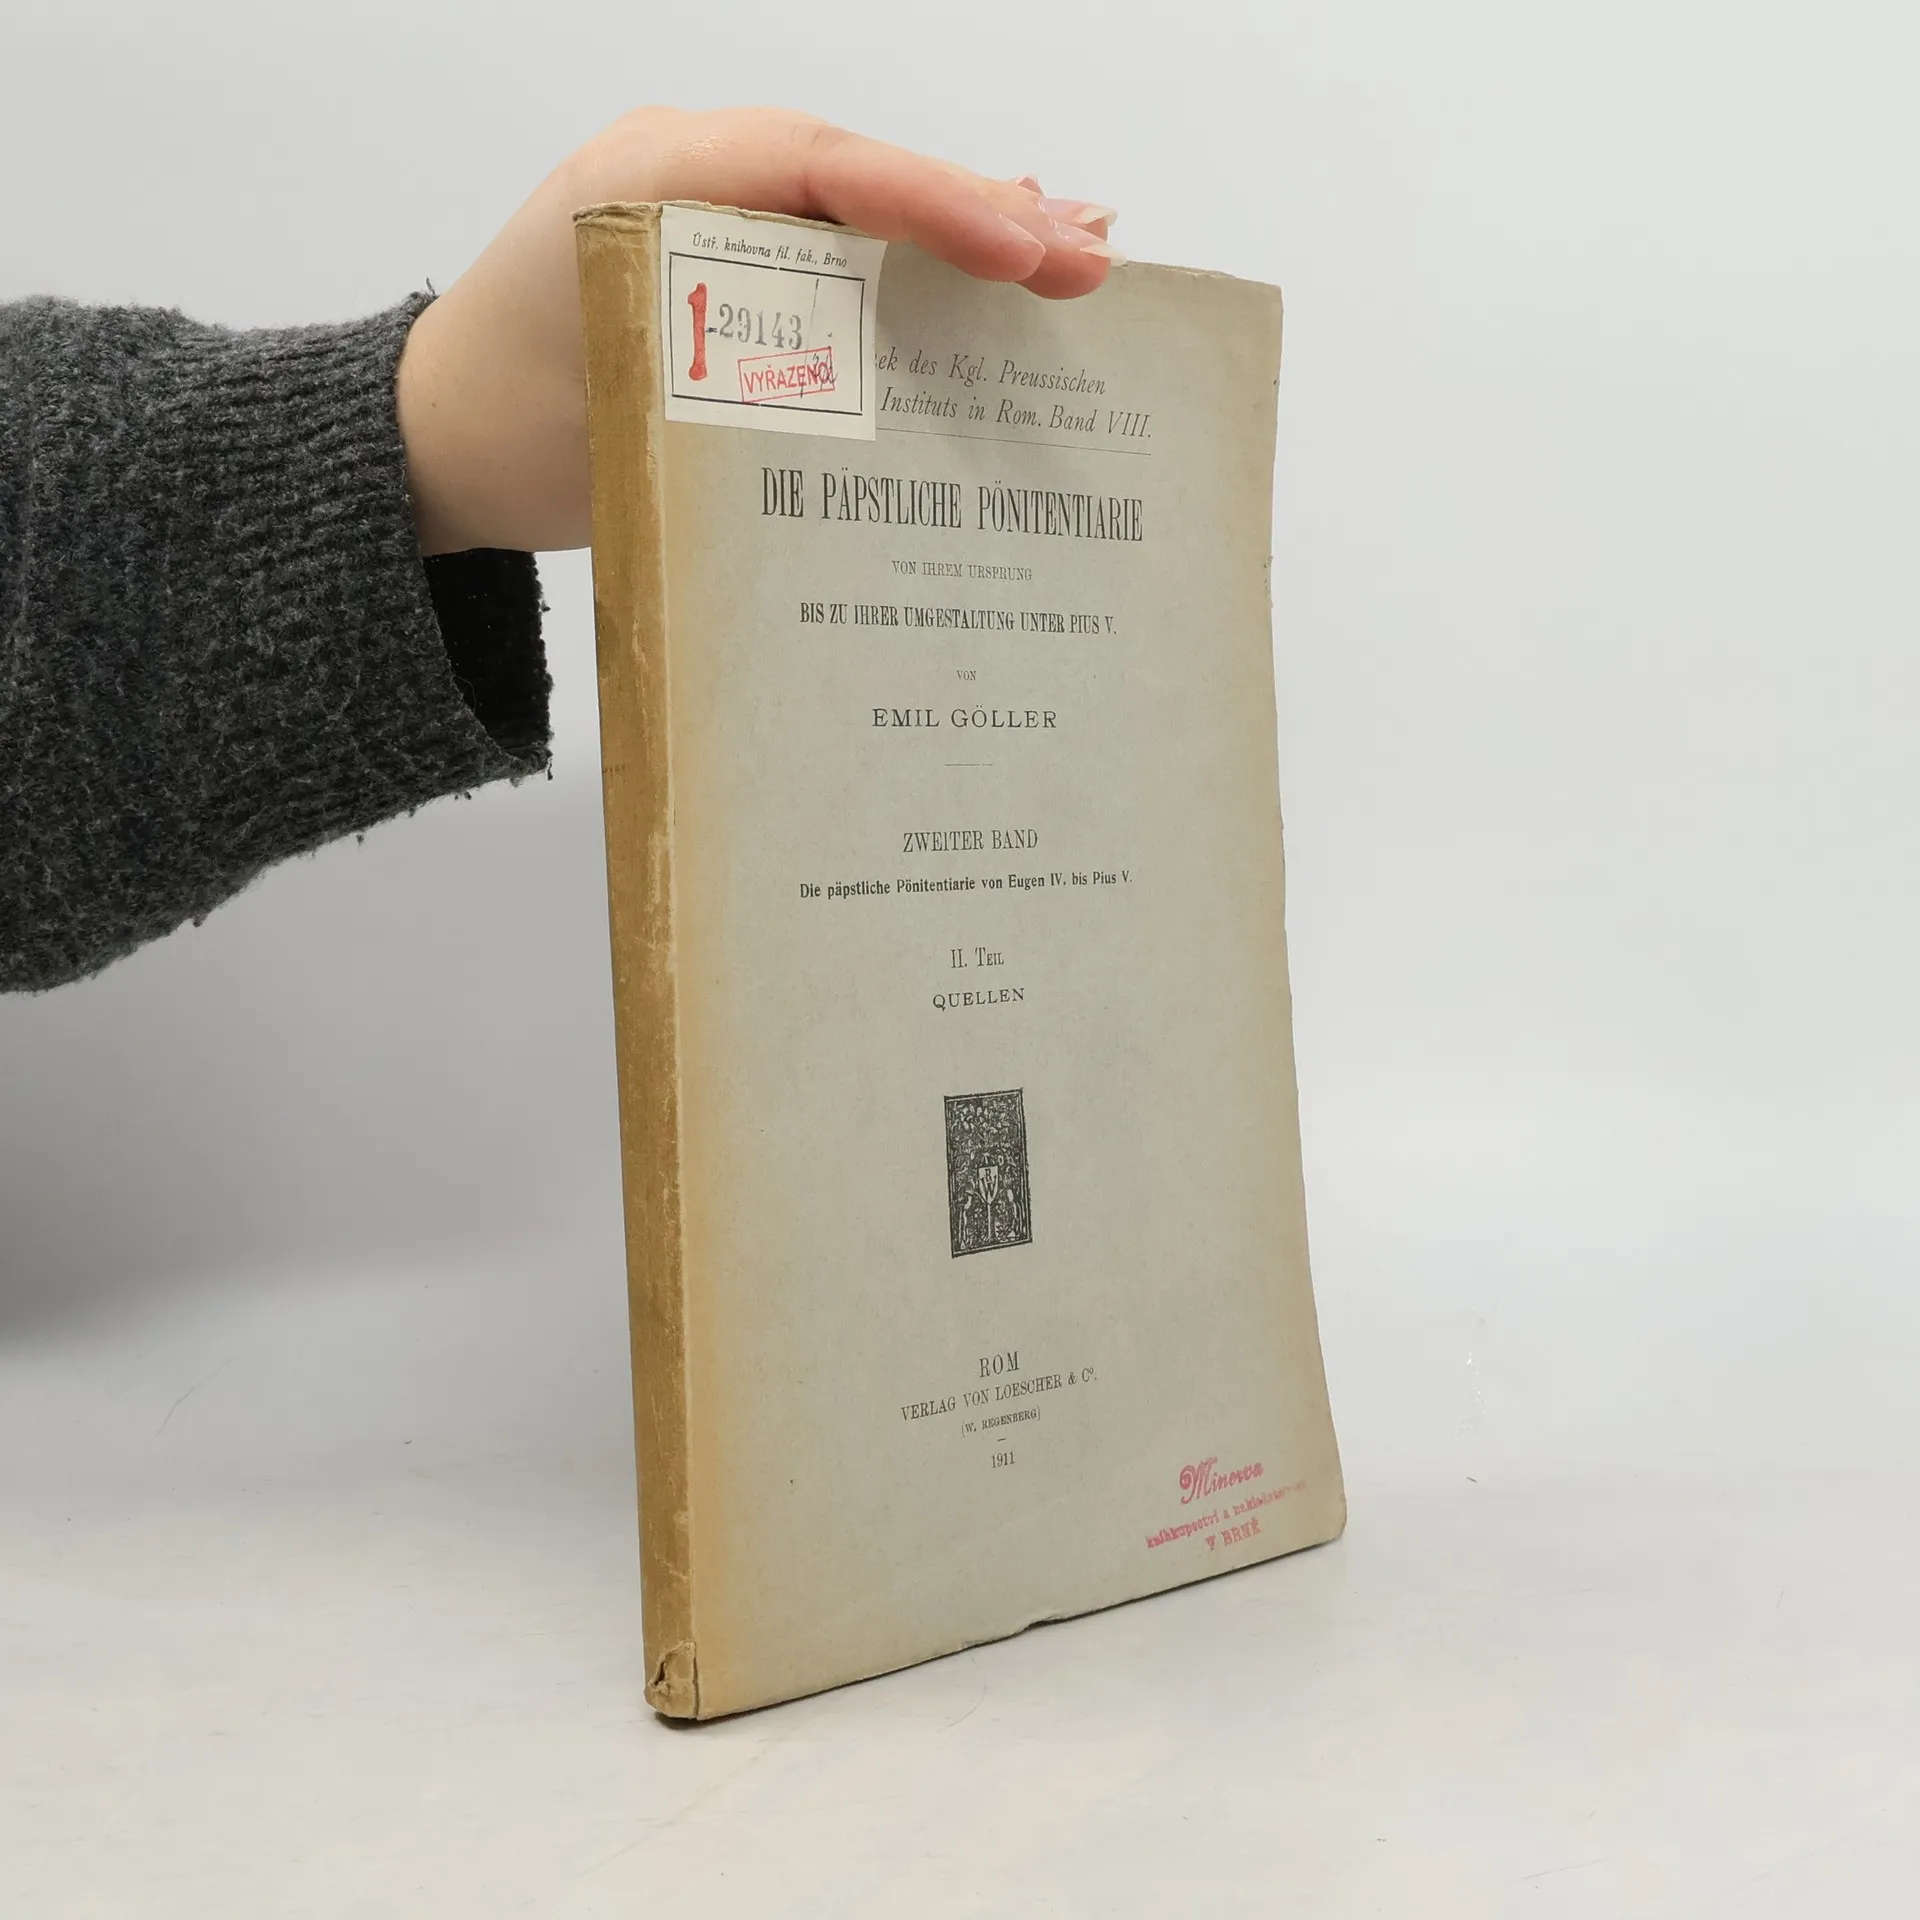 Ústř. knihovna fil. fak., Brno
1-29143
VYŘAZENO
des Kgl. Preussischen
Instituts in Rom. Band VIII.
DIE PÄPSTLICHE PÖNITENTIARIE
VON IHREM URSPRUNG
BIS ZU IHRER UMGESTALTUNG UNTER PIUS V.
VON
EMIL GÖLLER
ZWEITER BAND
Die päpstliche Pönitentiarie von Eugen IV. bis Pius V.
II. TEIL
QUELLEN
R
W
ROM
VERLAG VON LOESCHER & Cº.
(W. REGENBERG)
1911
Minerva
knihkupectví a nakladatelství
V BRNĚ